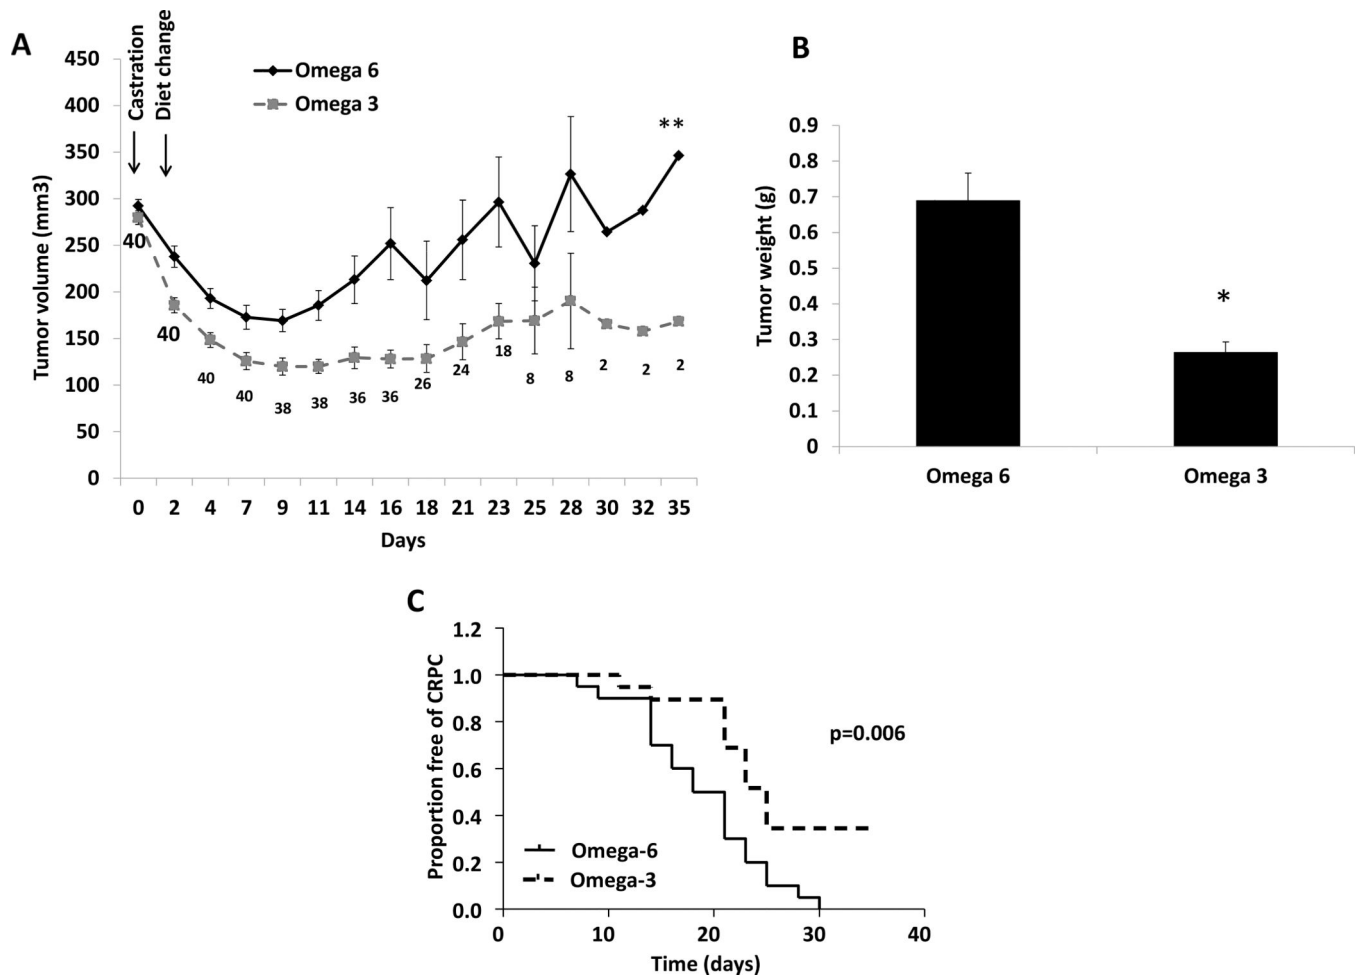 A
Castration
Diet change
Omega 6
Omega 3
**
Tumor volume (mm3)
450
400
350
300
250
200
150
100
50
0
40
40
40
40
38
38
36
36
26
24
18
8
8
2
2
2
0 2 4 7 9 11 14 16 18 21 23 25 28 30 32 35
Days
B
Tumor weight (g)
0.9
0.8
0.7
0.6
0.5
0.4
0.3
0.2
0.1
0
*
Omega 6 Omega 3
C
Proportion free of CRPC
1.2
1.0
0.8
0.6
0.4
0.2
0.0
p=0.006
Omega-6
Omega-3
0 10 20 30 40
Time (days)